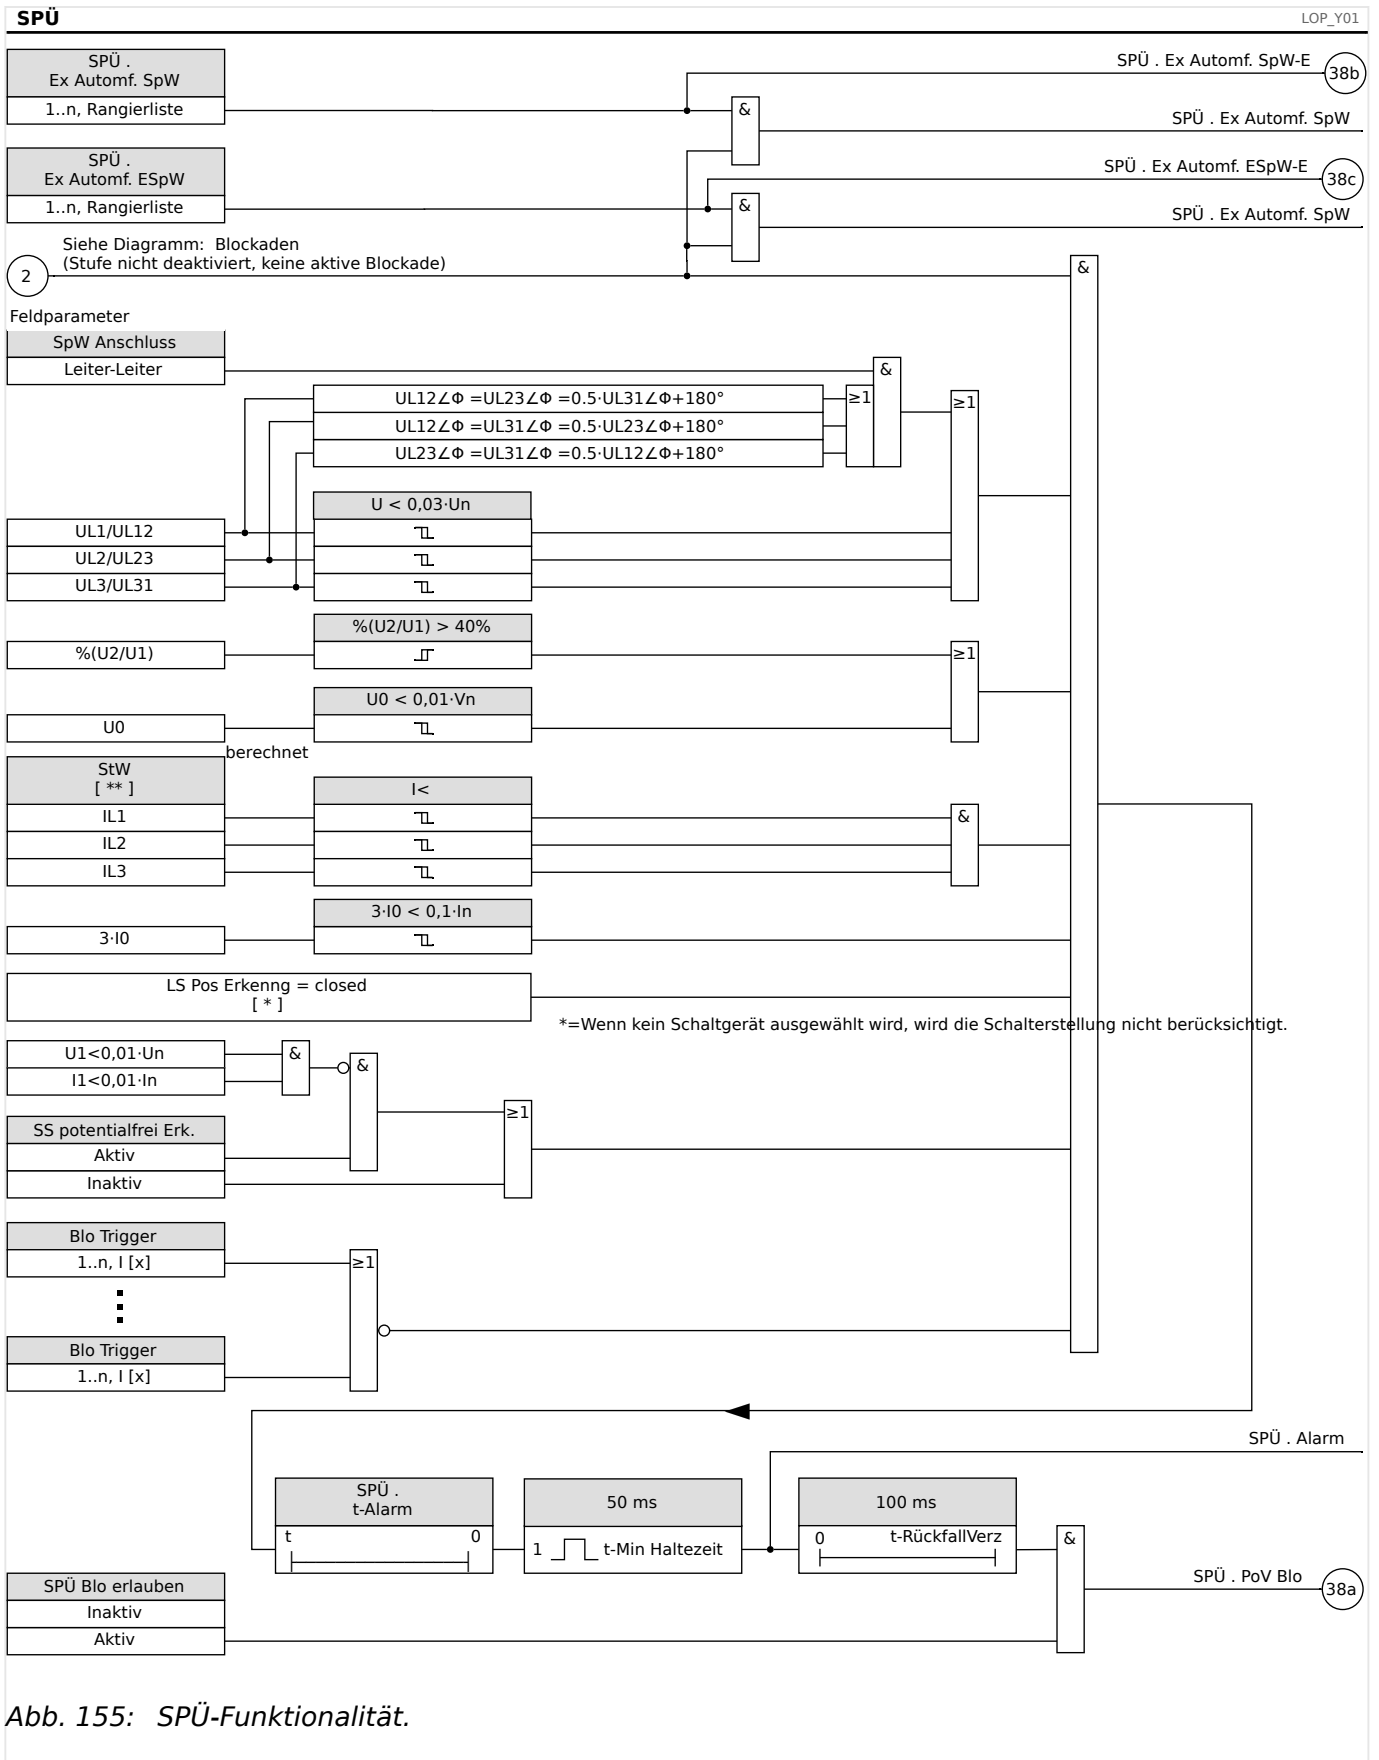 SPÜ
LOP_Y01
SPÜ .
Ex Automf. SpW
1..n, Rangierliste
SPÜ . Ex Automf. SpW-E
38b
&
SPÜ . Ex Automf. SpW
SPÜ .
Ex Automf. ESpW
1..n, Rangierliste
SPÜ . Ex Automf. ESpW-E
38c
&
SPÜ . Ex Automf. SpW
Siehe Diagramm: Blockaden
(Stufe nicht deaktiviert, keine aktive Blockade)
2
&
Feldparameter
SpW Anschluss
Leiter-Leiter
&
UL12∠Φ =UL23∠Φ =0.5·UL31∠Φ+180°
UL12∠Φ =UL31∠Φ =0.5·UL23∠Φ+180°
UL23∠Φ =UL31∠Φ =0.5·UL12∠Φ+180°
≥1
≥1
U < 0,03·Un
UL1/UL12
UL2/UL23
UL3/UL31
%(U2/U1) > 40%
%(U2/U1)
≥1
U0 < 0,01·Vn
U0
berechnet
StW
[ ** ]
I<
IL1
IL2
IL3
&
3·I0 < 0,1·In
3·I0
LS Pos Erkenng = closed
[ * ]
*=Wenn kein Schaltgerät ausgewählt wird, wird die Schalterstellung nicht berücksichtigt.
U1<0,01·Un
I1<0,01·In
&
&
≥1
SS potentialfrei Erk.
Aktiv
Inaktiv
Blo Trigger
1..n, I [x]
≥1
Blo Trigger
1..n, I [x]
SPÜ . Alarm
SPÜ .
t-Alarm
t 0
50 ms
1 t-Min Haltezeit
100 ms
0 t-RückfallVerz
&
SPÜ Blo erlauben
Inaktiv
Aktiv
SPÜ . PoV Blo
38a
Abb. 155: SPÜ-Funktionalität.